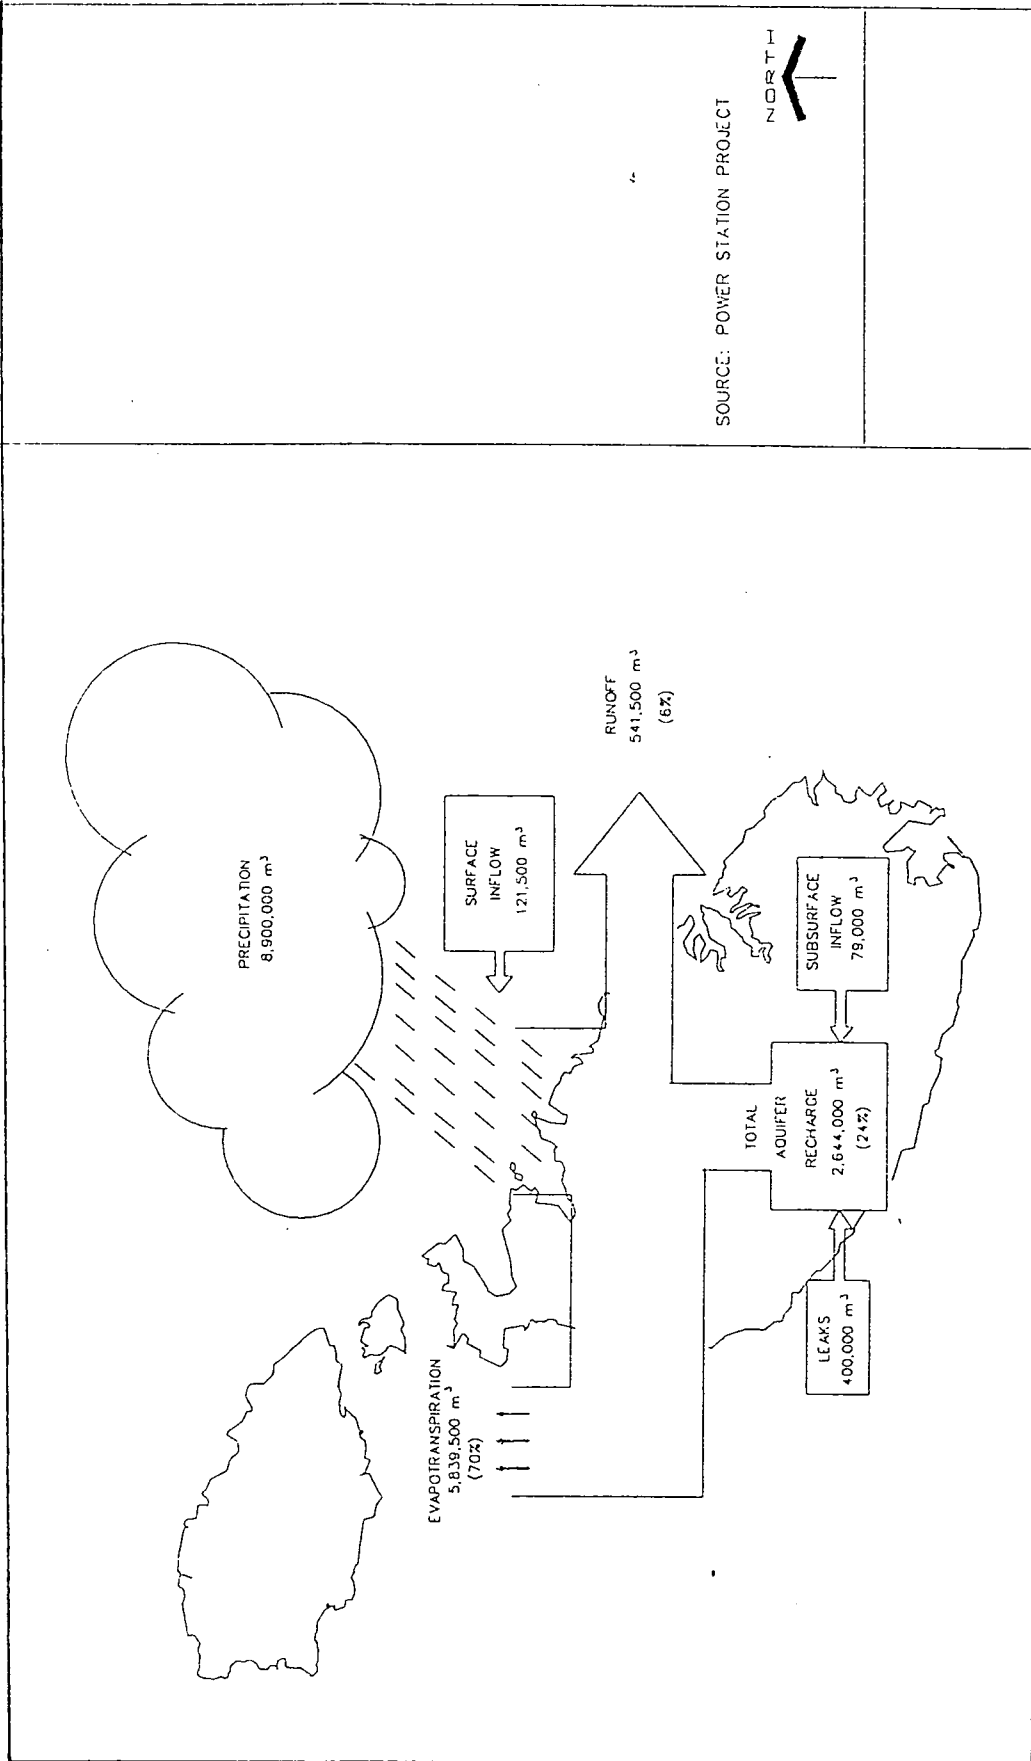 PRECIPITATION
8,900,000 m³
SURFACE
INFLOW
121,500 m³
EVAPOTRANSPIRATION
5,839,500 m³
(70%)
RUNOFF
541,500 m³
(6%)
TOTAL
AQUIFER
RECHARGE
2,644,000 m³
(24%)
LEAKS
400,000 m³
SUBSURFACE
INFLOW
79,000 m³
SOURCE: POWER STATION PROJECT
NORTH